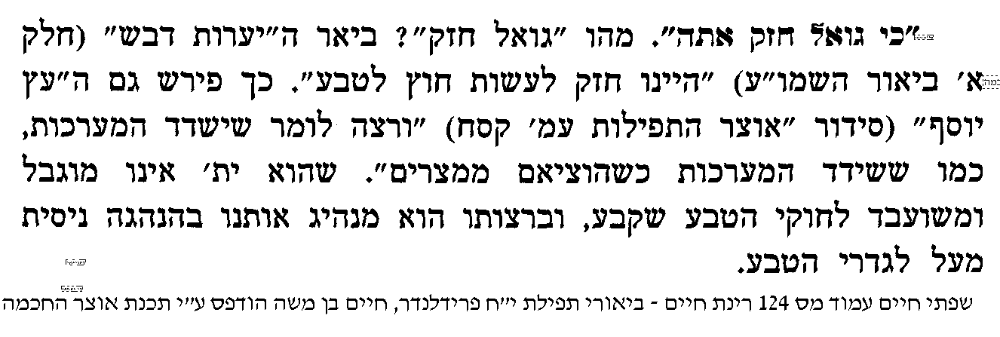 "כי גואל חזק אתה". מהו "גואל חזק"? ביאר ה"יערות דבש" (חלק
א' ביאור השמו"ע) "היינו חזק לעשות חוץ לטבע". כך פירש גם ה"עץ
יוסף" (סידור "אוצר התפילות עמ' קסח) "ורצה לומר שישדד המערכות,
כמו ששידד המערכות כשהוציאם ממצרים". שהוא ית' אינו מוגבל
ומשועבד לחוקי הטבע שקבע, וברצותו הוא מנהיג אותנו בהנהגה ניסית
מעל לגדרי הטבע.
שפתי חיים עמוד מס 124 רינת חיים - ביאורי תפילת י"ח פרידלנדר, חיים בן משה הודפס ע"י תכנת אוצר החכמה